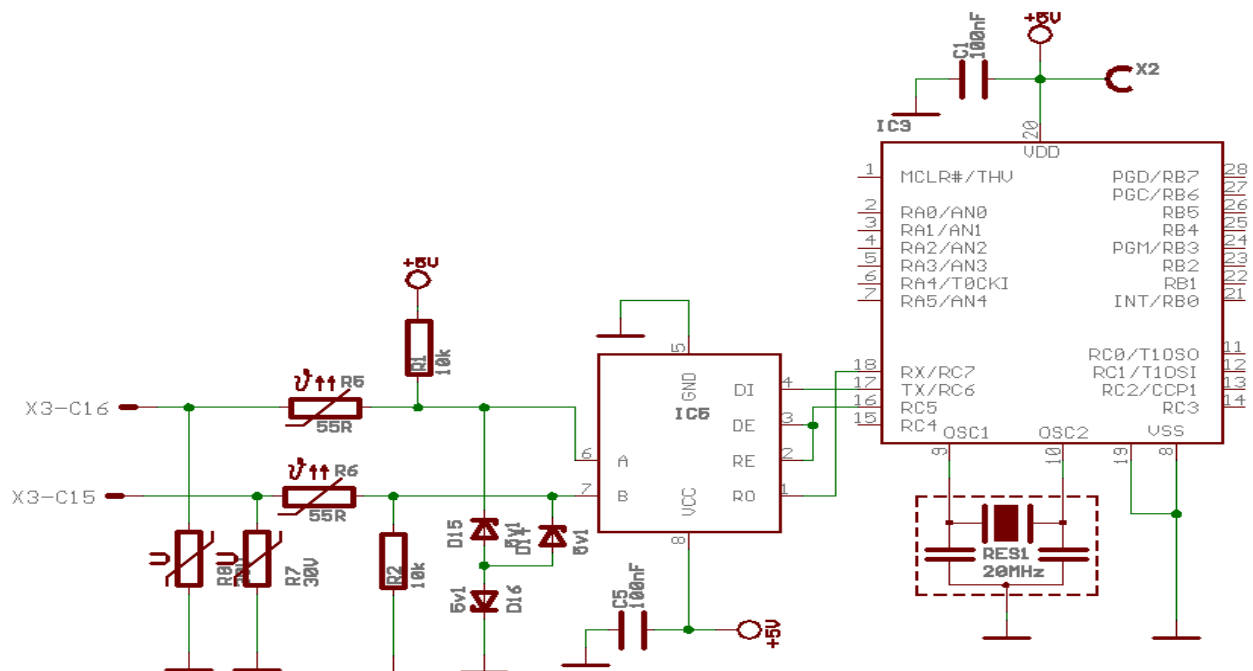 +5V
C1
100nF
X2
IC3
20
VDD
1 MCLR#/THV
PGD/RB7 28
PGC/RB6 27
2 RA0/AN0
RB5 26
3 RA1/AN1
RB4 25
4 RA2/AN2
PGM/RB3 24
5 RA3/AN3
RB2 23
6 RA4/T0CKI
RB1 22
7 RA5/AN4
INT/RB0 21
RC0/T1OSO 11
18 RX/RC7
RC1/T1OSI 12
17 TX/RC6
RC2/CCP1 13
16 RC5
RC3 14
15 RC4
OSC1
OSC2
VSS
9
10
19
8
RES1
20MHz
+5V
R1
10k
X3-C16
R5
55R
X3-C15
R6
55R
5
GND
DI 4
IC5
DE 3
6 A
RE 2
7 B
RO 1
VCC
8
R8
R7
30V
R2
10k
D15
5v1
D14
5v1
5v1
D16
C5
100nF
+5V